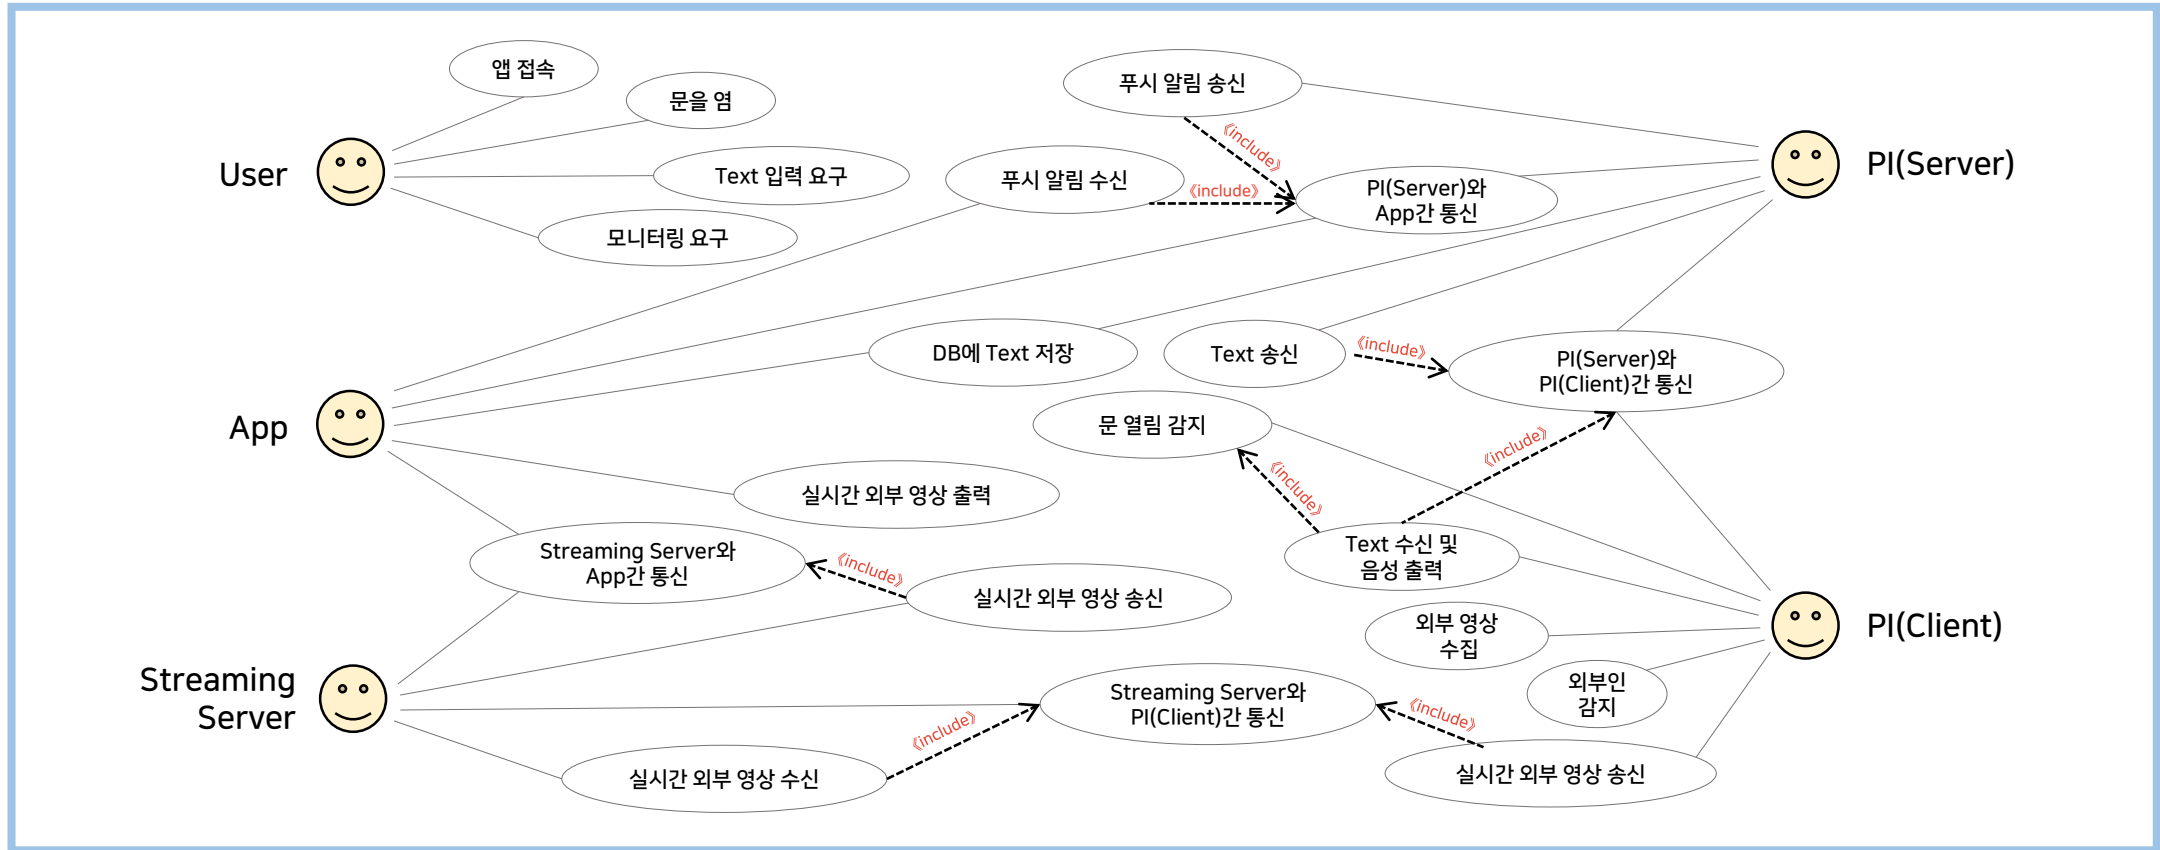 앱 접속
문을 염
Text 입력 요구
모니터링 요구
User
푸시 알림 송신
《include》
푸시 알림 수신
《include》
PI(Server)와
App간 통신
PI(Server)
DB에 Text 저장
Text 송신
《include》
PI(Server)와
PI(Client)간 통신
App
문 열림 감지
《include》
《include》
실시간 외부 영상 출력
Streaming Server와
App간 통신
《include》
실시간 외부 영상 송신
Text 수신 및
음성 출력
외부 영상
수집
외부인
감지
PI(Client)
Streaming
Server
Streaming Server와
PI(Client)간 통신
《include》
《include》
실시간 외부 영상 수신
실시간 외부 영상 송신